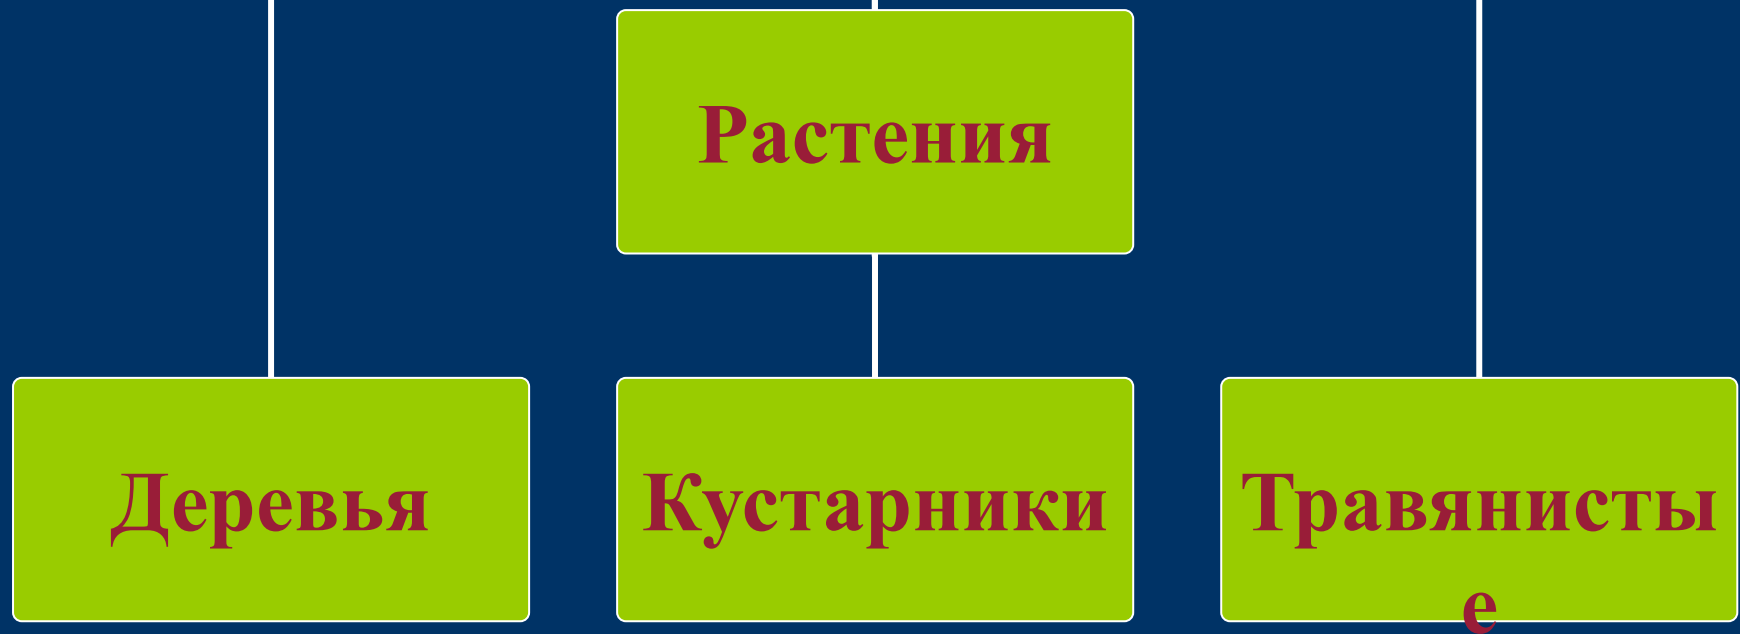 Растения
Деревья
Кустарники
Травянисты
е